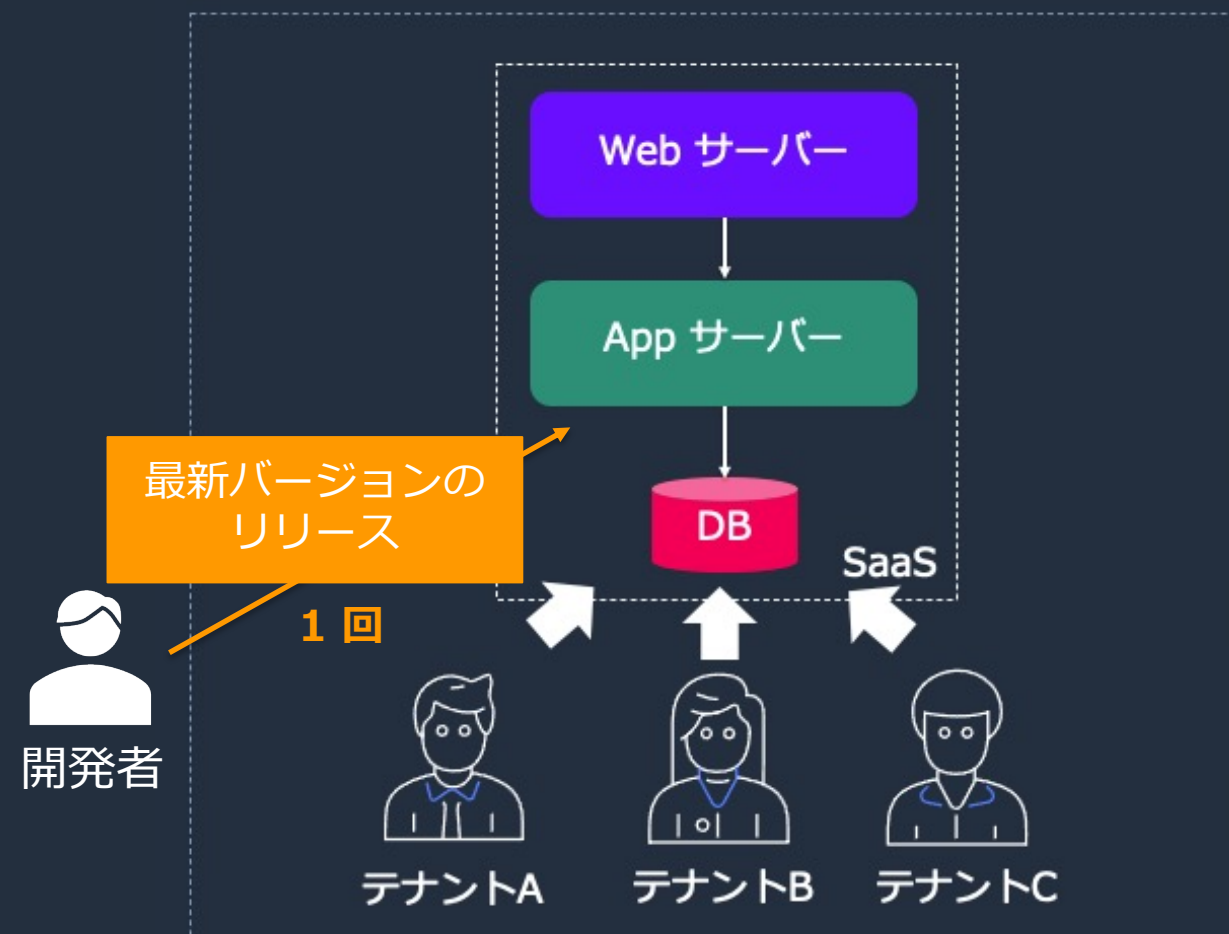 Web サーバー
App サーバー
最新バージョンの
リリース
DB
SaaS
1 回
開発者
テナントA
テナントB
テナントC